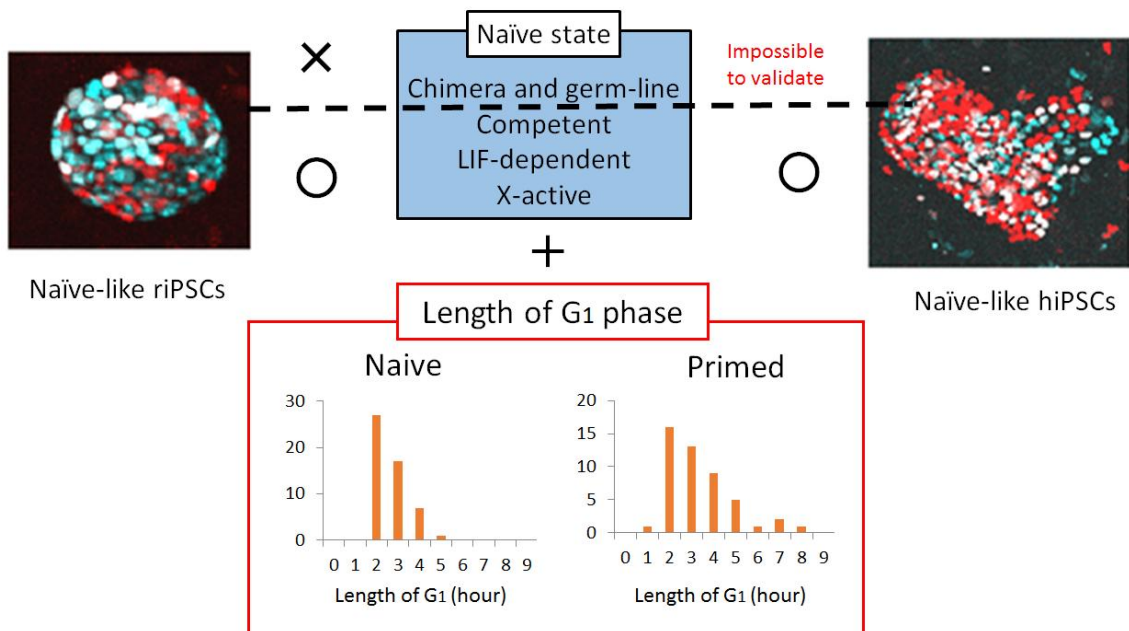 Naïve state
Impossible
to validate
×
Chimera and germ-line
Competent
LIF-dependent
X-active
+
Naïve-like riPSCs
Naïve-like hiPSCs
Length of G1 phase
Naive
Primed
30
20
10
0
0 1 2 3 4 5 6 7 8 9
Length of G1 (hour)
20
15
10
5
0
0 1 2 3 4 5 6 7 8 9
Length of G1 (hour)